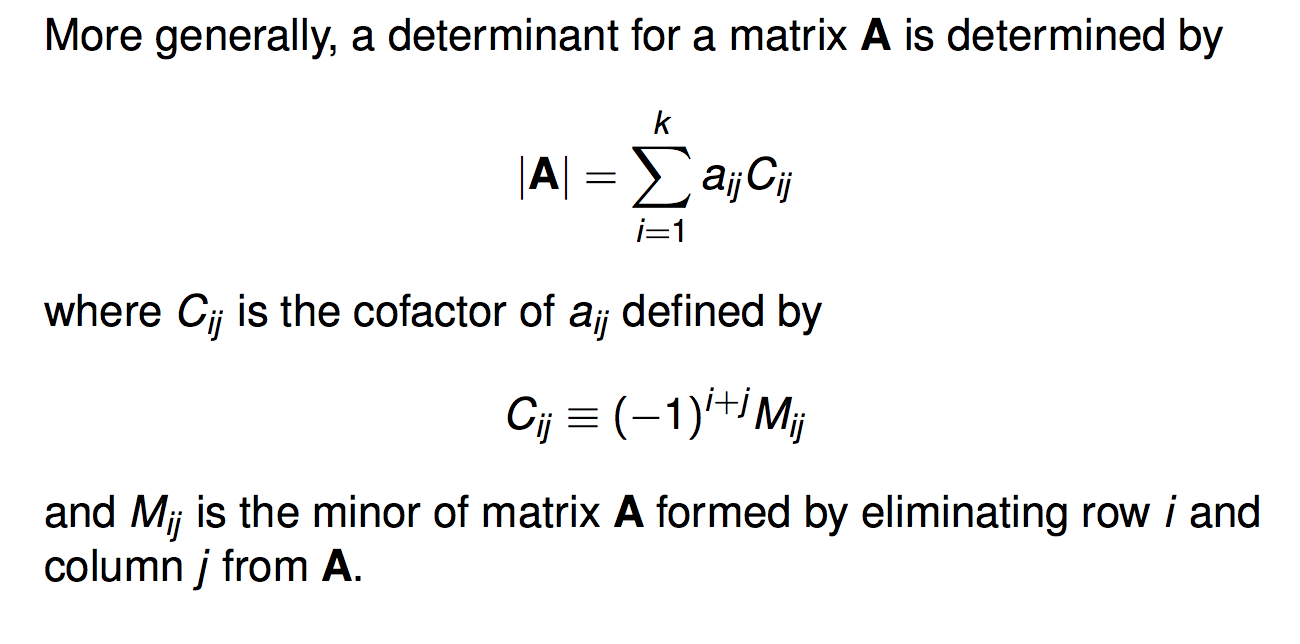 More generally, a determinant for a matrix A is determined by
|A| = ∑_{i=1}^{k} a_{ij}C_{ij}
where C_{ij} is the cofactor of a_{ij} defined by
C_{ij} ≡ (−1)^{i+j}M_{ij}
and M_{ij} is the minor of matrix A formed by eliminating row i and
column j from A.